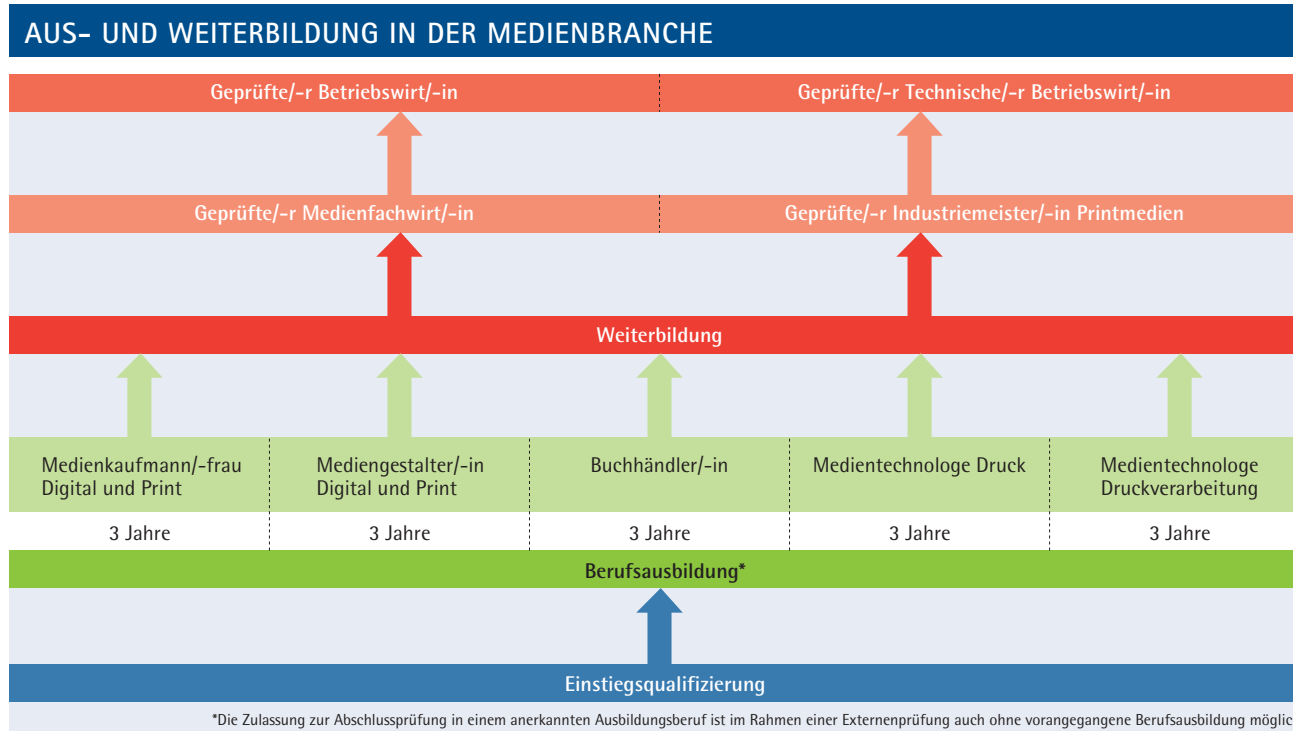 AUS- UND WEITERBILDUNG IN DER MEDIENBRANCHE
Geprüfte/-r Betriebswirt/-in
Geprüfte/-r Technische/-r Betriebswirt/-in
Geprüfte/-r Medienfachwirt/-in
Geprüfte/-r Industriemeister/-in Printmedien
Weiterbildung
Medienkaufmann/-frau
Digital und Print
Mediengestalter/-in
Digital und Print
Buchhändler/-in
Medientechnologe Druck
Medientechnologe
Druckverarbeitung
3 Jahre
3 Jahre
3 Jahre
3 Jahre
3 Jahre
Berufsausbildung*
Einstiegsqualifizierung
*Die Zulassung zur Abschlussprüfung in einem anerkannten Ausbildungsberuf ist im Rahmen einer Externenprüfung auch ohne vorangegangene Berufsausbildung möglic